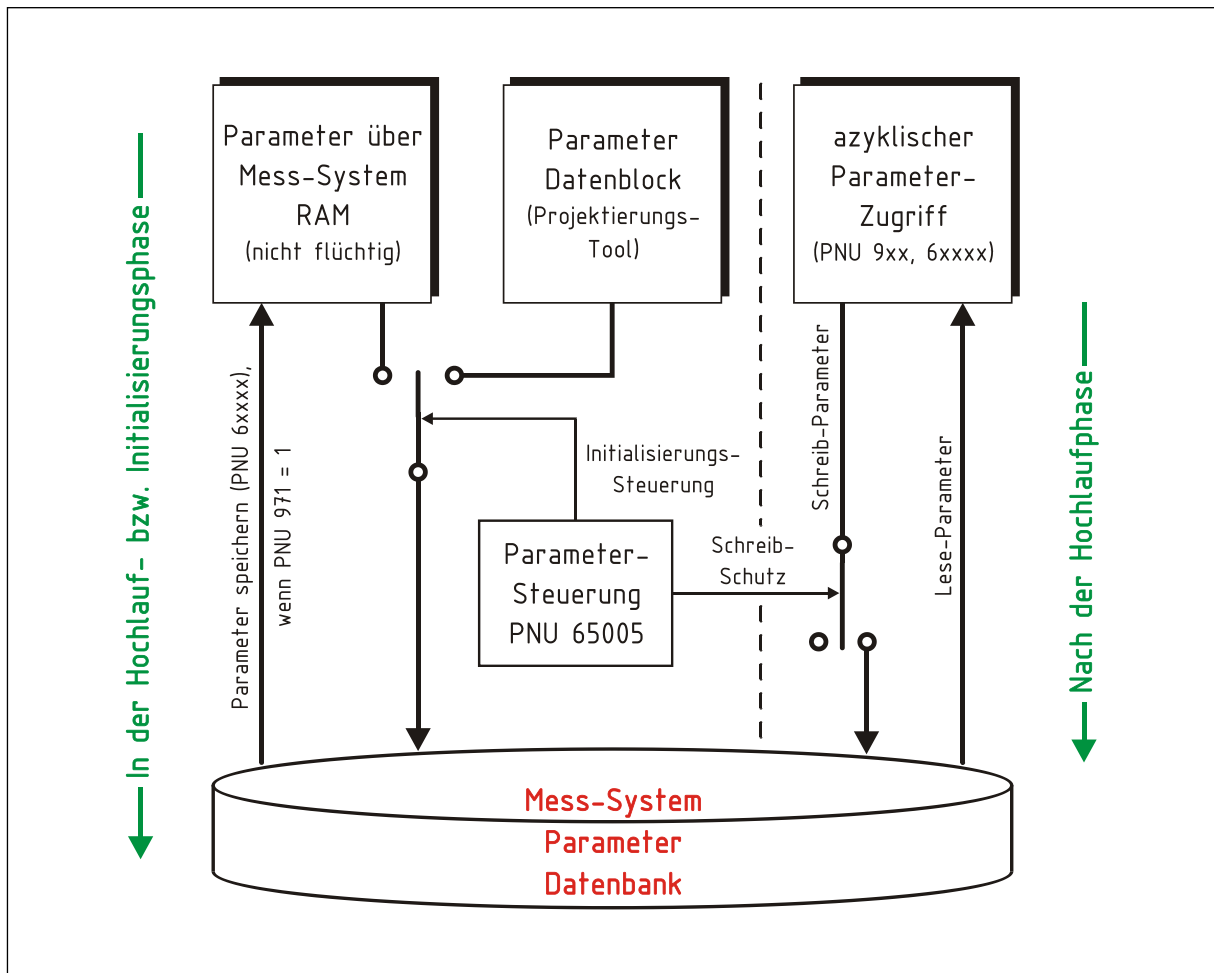 Parameter über
Mess-System
RAM
(nicht flüchtig)
Parameter
Datenblock
(Projektierungs-
Tool)
azyklischer
Parameter-
Zugriff
(PNU 9xx, 6xxxx)
In der Hochlauf- bzw. Initialisierungsphase
Parameter speichern (PNU 6xxxx),
wenn PNU 971 = 1
Initialisierungs-
Steuerung
Parameter-
Steuerung
PNU 65005
Schreib-
Schutz
Schreib-Parameter
Lese-Parameter
Nach der Hochlaufphase
Mess-System
Parameter
Datenbank